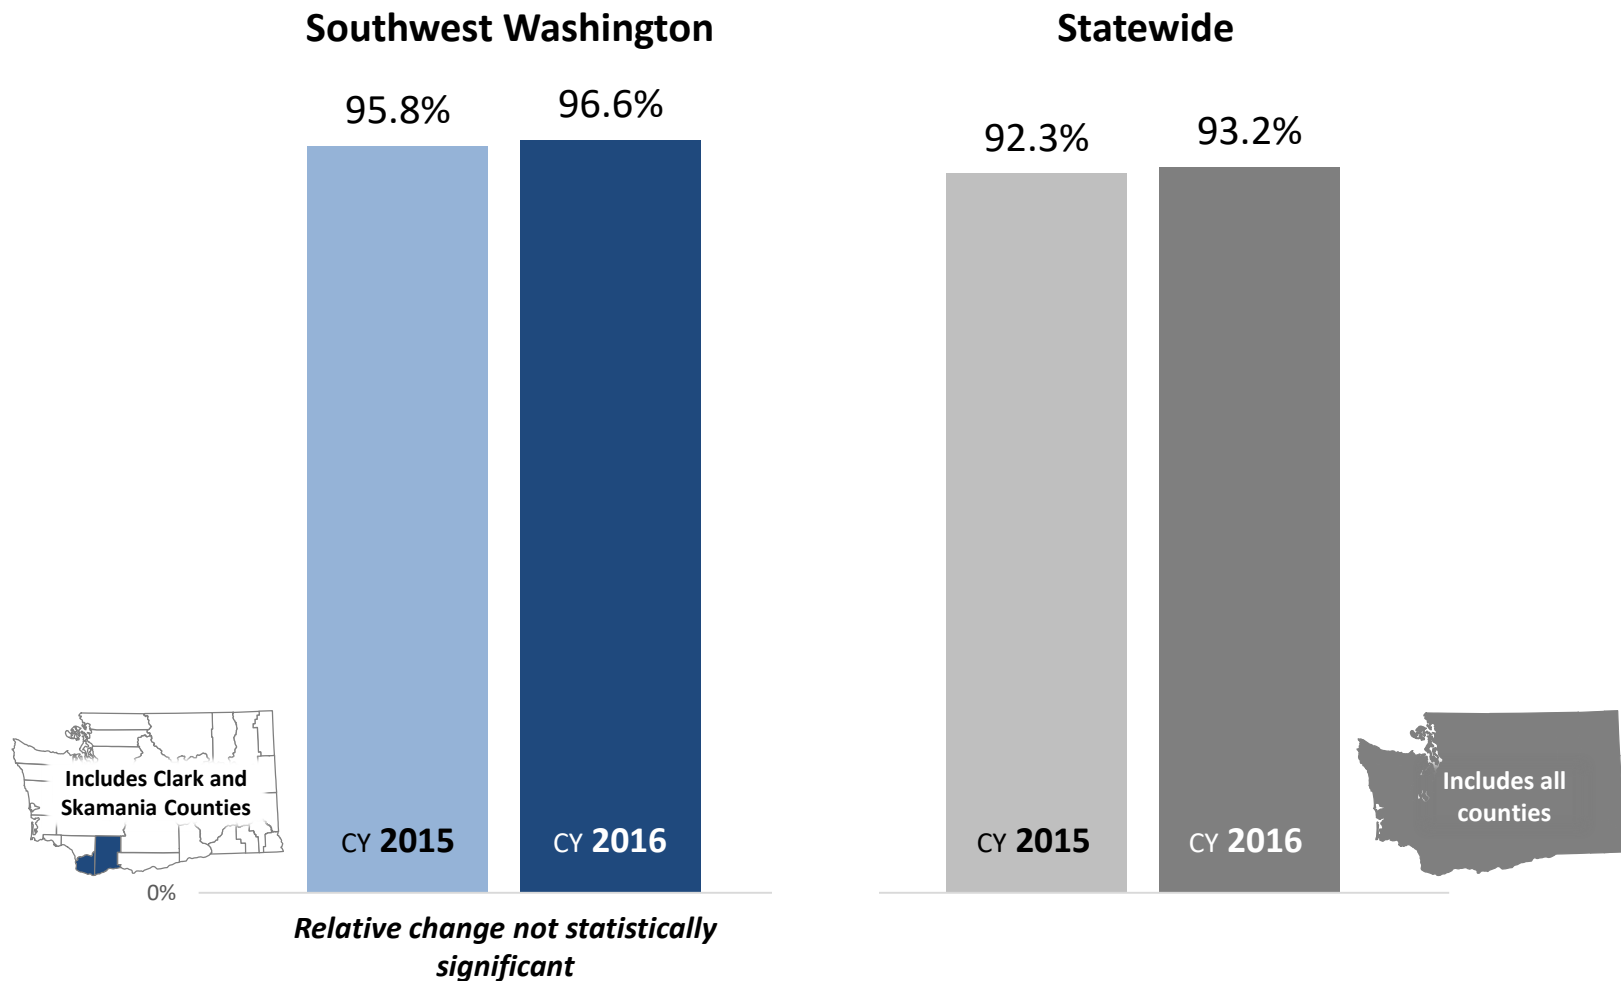 Southwest Washington
95.8%
96.6%
CY 2015
CY 2016
Includes Clark and
Skamania Counties
0%
Relative change not statistically
significant
Statewide
92.3%
93.2%
CY 2015
CY 2016
Includes all
counties